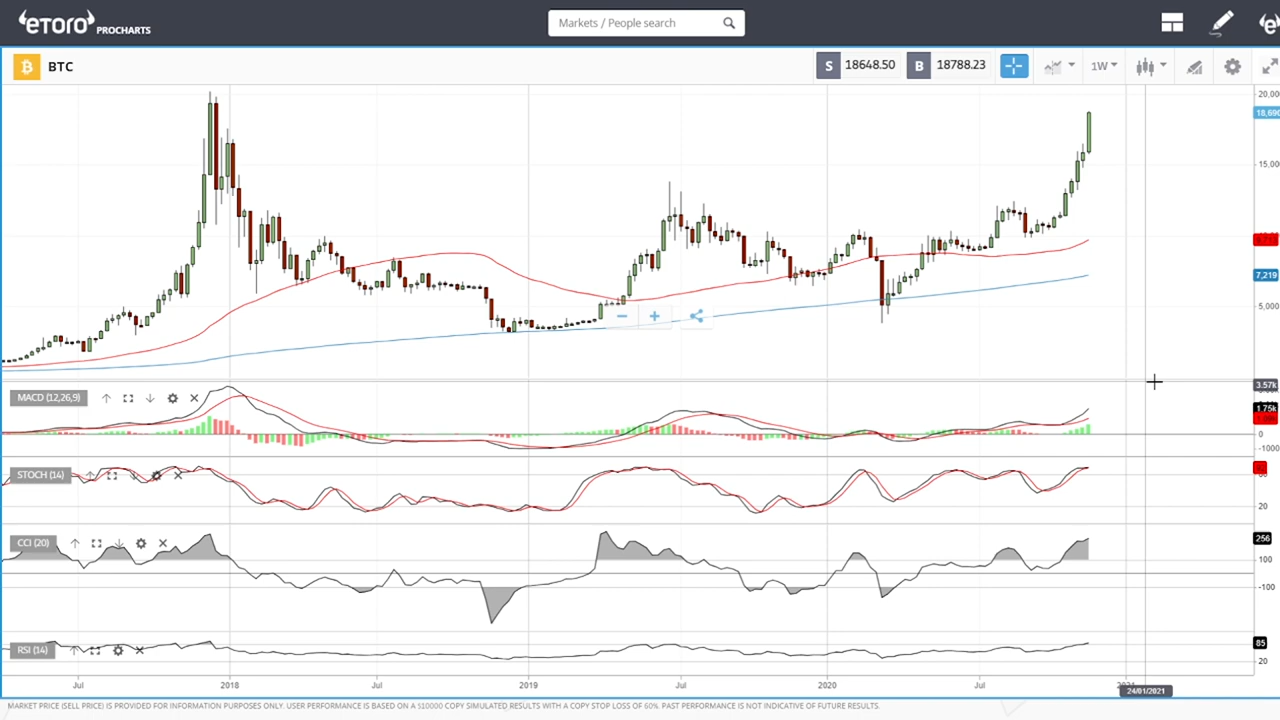 eToro PROCHARTS
Markets / People search
BTC
S 18648.50 B 18788.23
1W
20,00
18,690
15,000
7,219
5,000
MACD (12,26,9)
3.57k
1.75k
0
-1000
STOCH (14)
20
CCI (20)
256
100
-100
RSI (14)
85
20
Jul 2018 Jul 2019 Jul 2020 Jul
24/01/2021
MARKET PRICE (SELL PRICE) IS PROVIDED FOR INFORMATION PURPOSES ONLY. USER PERFORMANCE IS BASED ON A $10000 COPY SIMULATED RESULTS WITH A COPY STOP LOSS OF 60%. PAST PERFORMANCE IS NOT INDICATIVE OF FUTURE RESULTS.